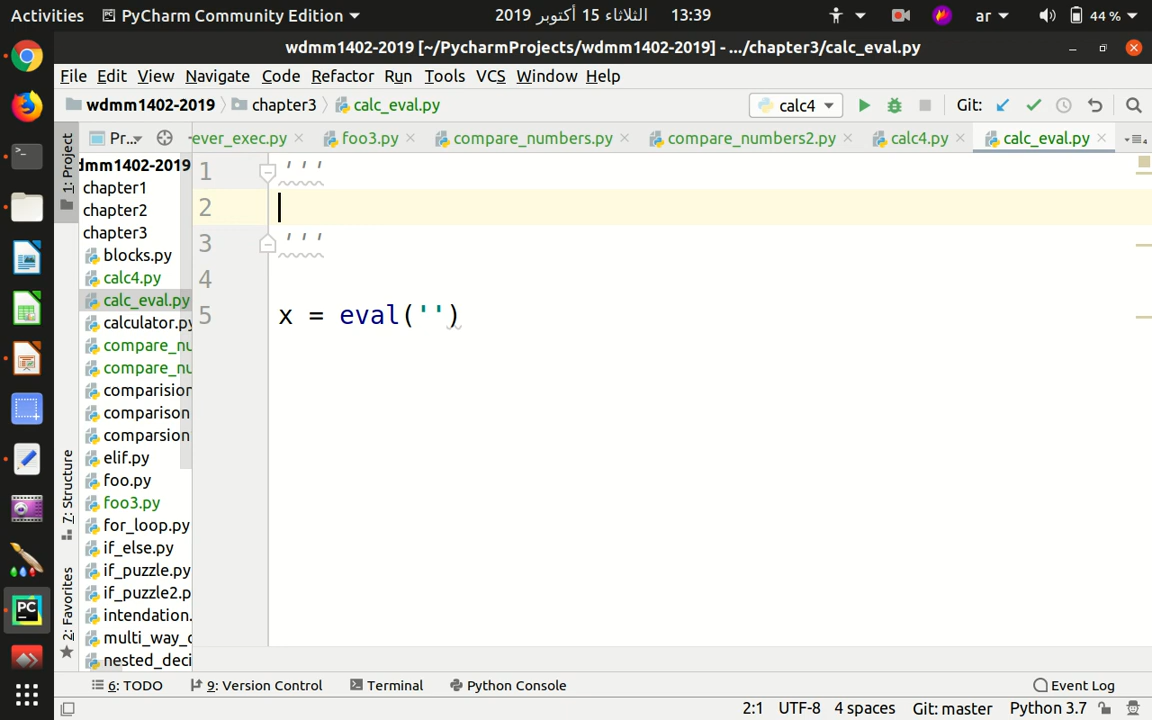 Activities PyCharm Community Edition الثلاثاء 15 أكتوبر 2019 13:39 ar 44 %
wdmm1402-2019 [~/PycharmProjects/wdmm1402-2019] - .../chapter3/calc_eval.py
File Edit View Navigate Code Refactor Run Tools VCS Window Help
wdmm1402-2019 chapter3 calc_eval.py calc4 Git:
1: Project
Pr... ever_exec.py foo3.py compare_numbers.py compare_numbers2.py calc4.py calc_eval.py
dmm1402-2019
chapter1
chapter2
chapter3
blocks.py
calc4.py
calc_eval.py
calculator.py
compare_nu
compare_nu
comparision
comparison
comparsion
elif.py
foo.py
foo3.py
for_loop.py
if_else.py
if_puzzle.py
if_puzzle2.p
intendation.
multi_way_c
nested_deci
1 '''
2
3 '''
4
5 x = eval('')
7: Structure
2: Favorites
6: TODO 9: Version Control Terminal Python Console Event Log
2:1 UTF-8 4 spaces Git: master Python 3.7